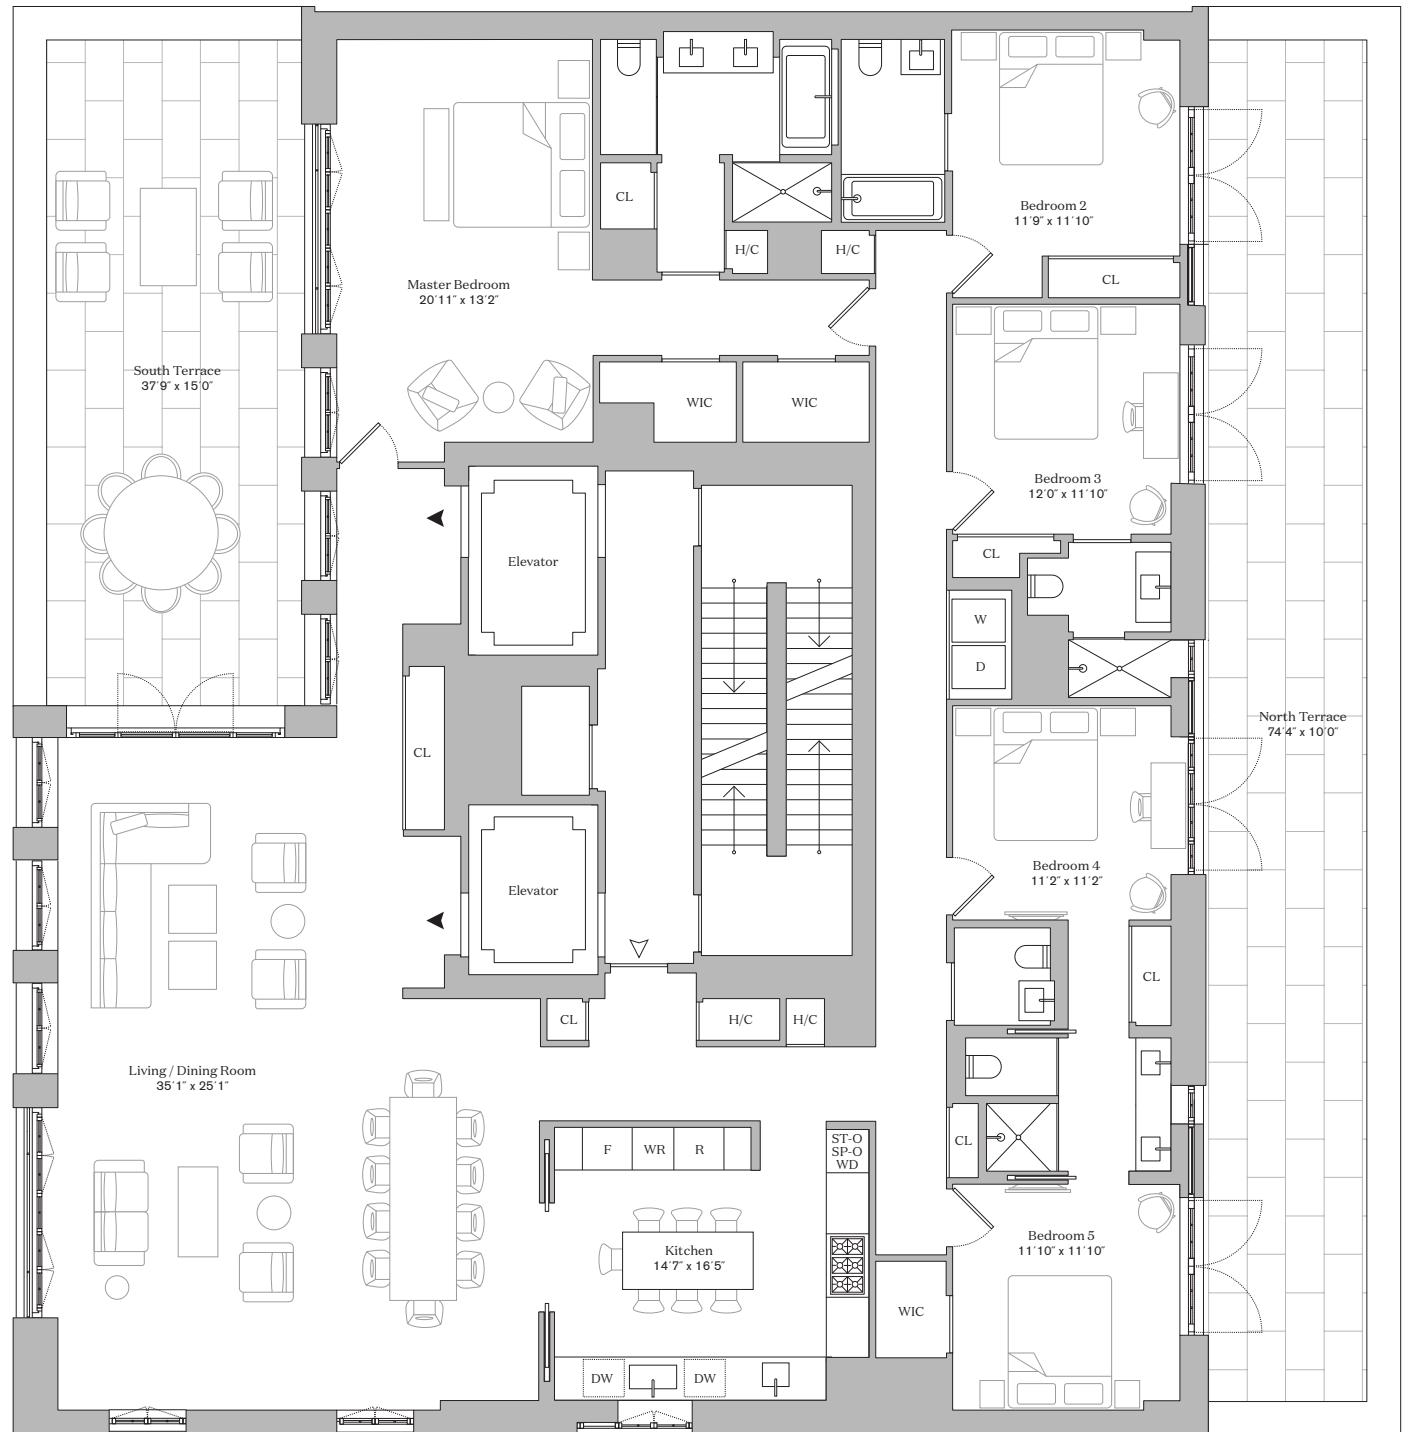 CL
H/C
H/C
Bedroom 2
11'9" x 11'10"
CL
Master Bedroom
20'11" x 13'2"
South Terrace
37'9" x 15'0"
WIC
WIC
Bedroom 3
12'0" x 11'10"
Elevator
CL
W
D
North Terrace
74'4" x 10'0"
CL
Bedroom 4
11'2" x 11'2"
Elevator
CL
CL
H/C
H/C
Living / Dining Room
35'1" x 25'1"
F
WR
R
ST-O
SP-O
WD
CL
Kitchen
14'7" x 16'5"
Bedroom 5
11'10" x 11'10"
WIC
DW
DW